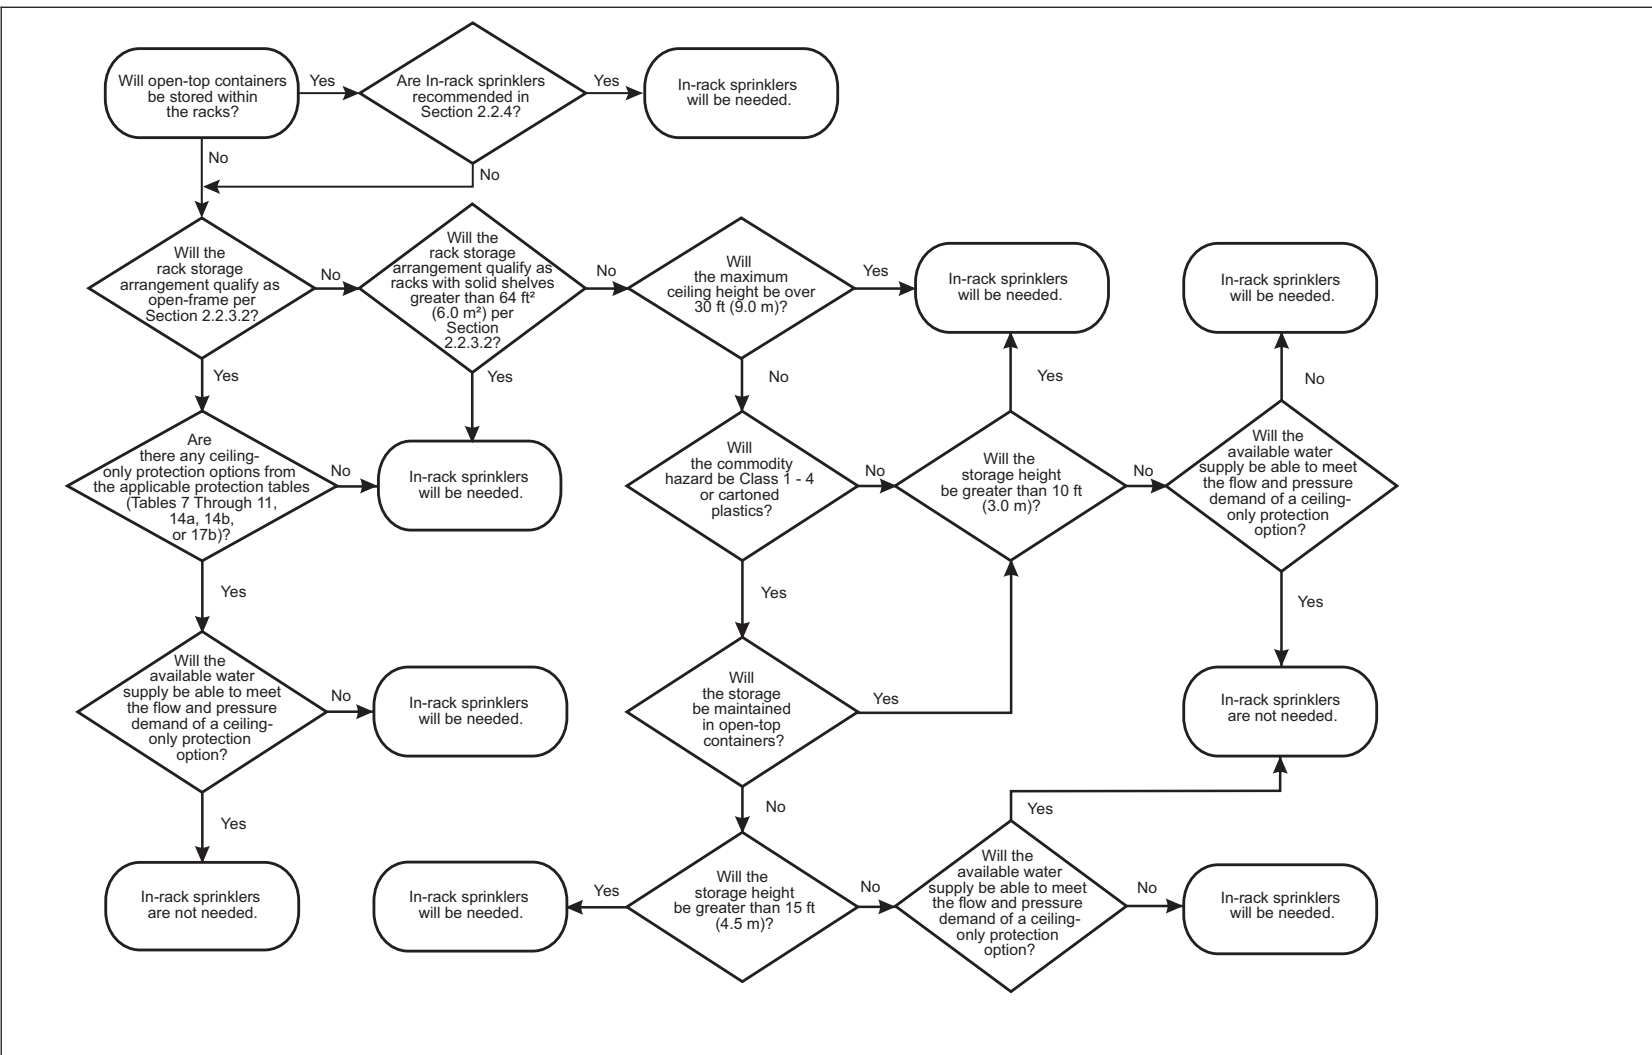 Will open-top containers
be stored within
the racks?
Yes
Are In-rack sprinklers
recommended in
Section 2.2.4?
Yes
In-rack sprinklers
will be needed.
No
No
Will the
rack storage
arrangement qualify as
open-frame per
Section 2.2.3.2?
No
Will the
rack storage
arrangement qualify as
racks with solid shelves
greater than 64 ft²
(6.0 m²) per
Section
2.2.3.2?
No
Will
the maximum
ceiling height be over
30 ft (9.0 m)?
Yes
In-rack sprinklers
will be needed.
In-rack sprinklers
will be needed.
Yes
Yes
No
Yes
No
Are
there any ceiling-
only protection options from
the applicable protection tables
(Tables 7 Through 11,
14a, 14b,
or 17b)?
No
In-rack sprinklers
will be needed.
Will
the commodity
hazard be Class 1 - 4
or cartoned
plastics?
No
Will the
storage height
be greater than 10 ft
(3.0 m)?
No
Will the
available water
supply be able to meet
the flow and pressure
demand of a ceiling-
only protection
option?
Yes
Yes
Yes
Will the
available water
supply be able to meet
the flow and pressure
demand of a ceiling-
only protection
option?
No
In-rack sprinklers
will be needed.
Will
the storage
be maintained
in open-top
containers?
Yes
In-rack sprinklers
are not needed.
Yes
No
Yes
In-rack sprinklers
are not needed.
In-rack sprinklers
will be needed.
Yes
Will the
storage height
be greater than 15 ft
(4.5 m)?
No
Will the
available water
supply be able to meet
the flow and pressure
demand of a ceiling-
only protection
option?
No
In-rack sprinklers
will be needed.